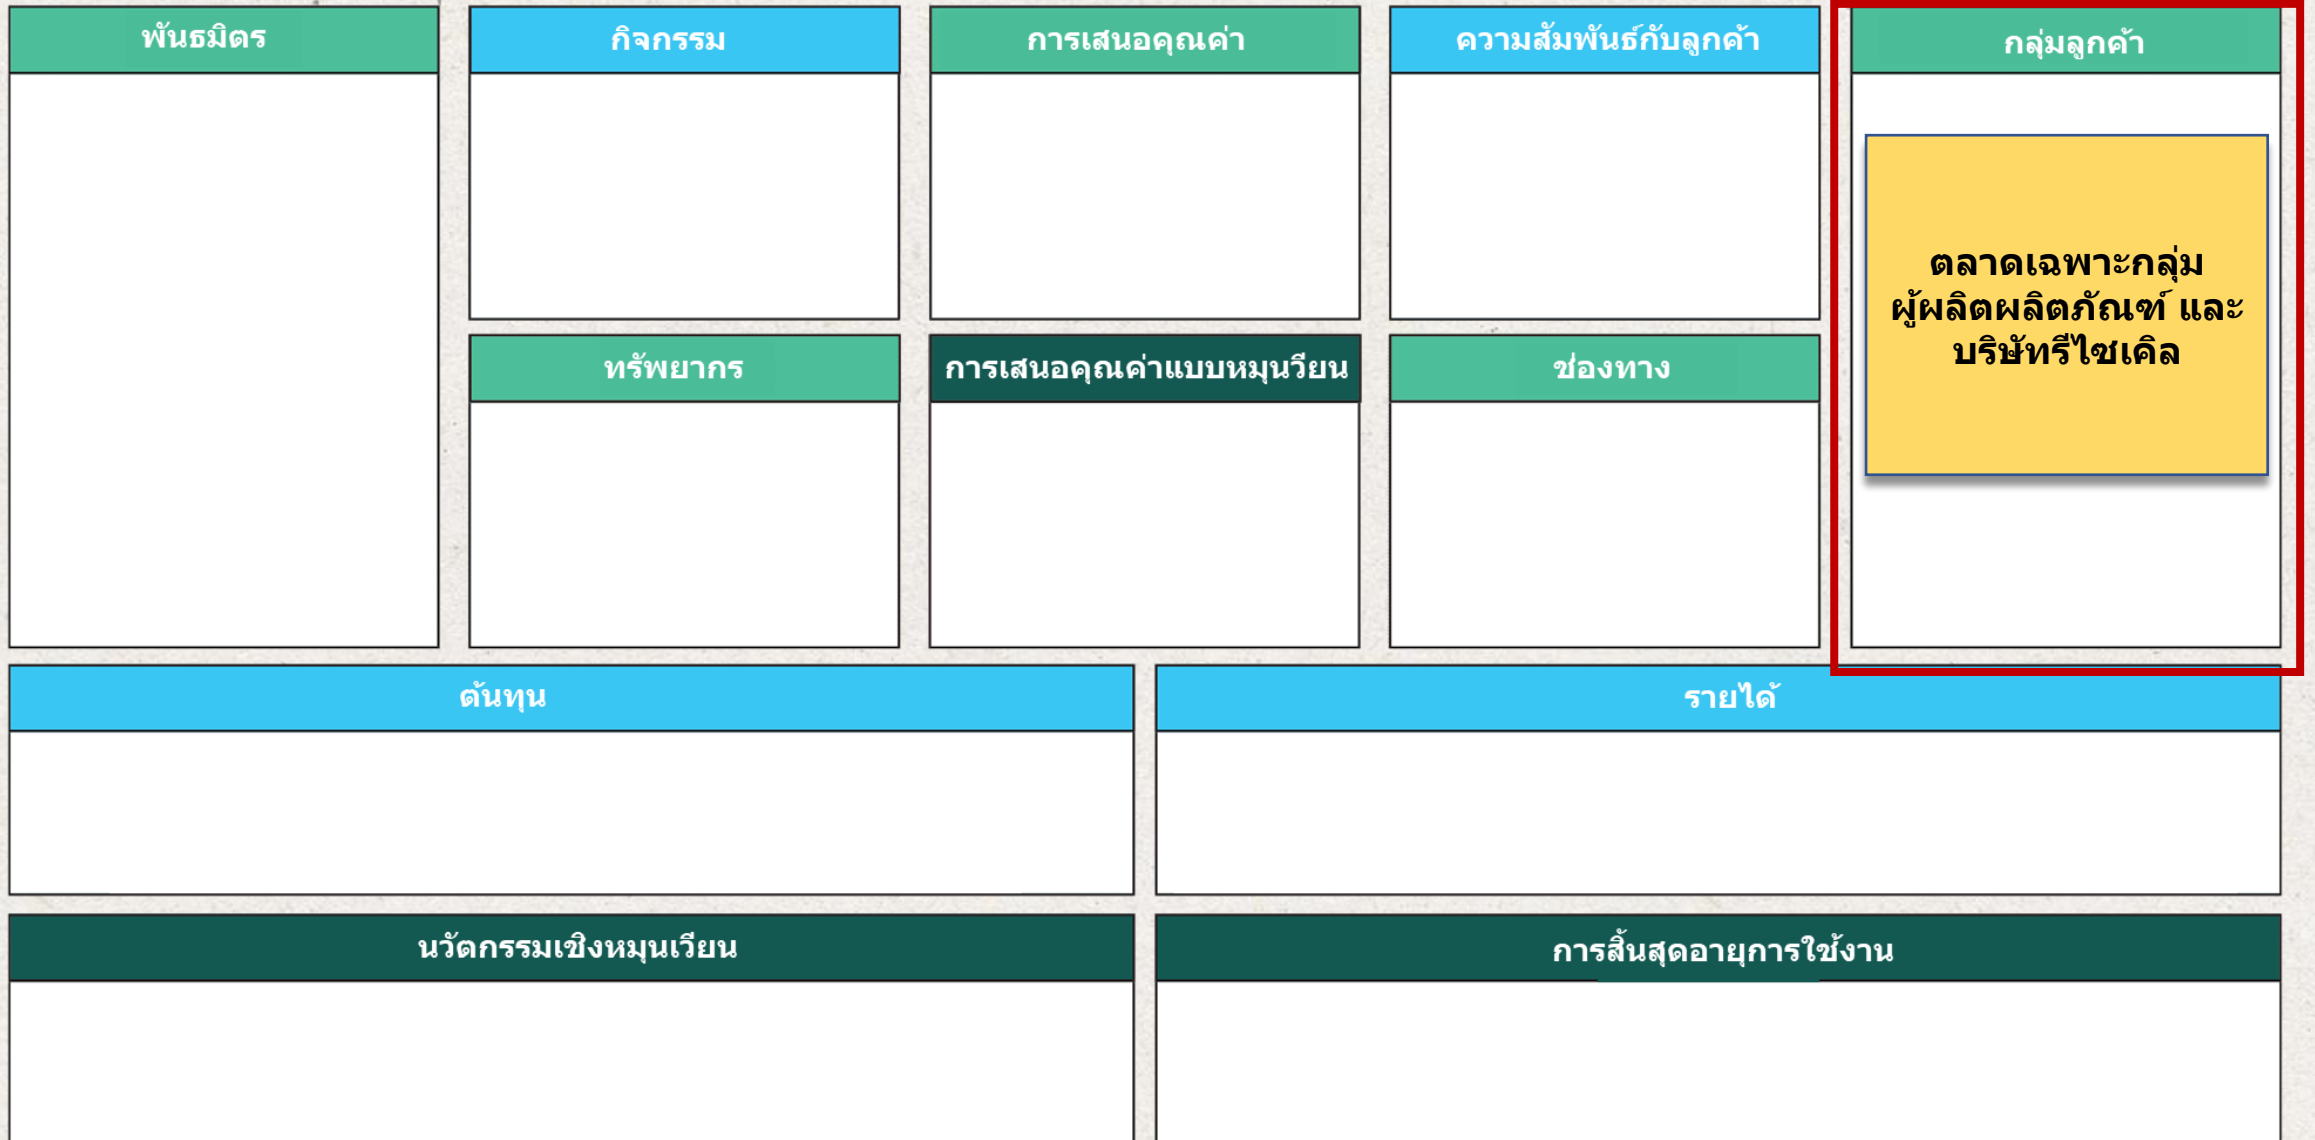 พันธมิตร
กิจกรรม
การเสนอคุณค่า
ความสัมพันธ์กับลูกค้า
กลุ่มลูกค้า
ตลาดเฉพาะกลุ่ม
ผู้ผลิตผลิตภัณฑ์ และ
บริษัทรีไซเคิล
ทรัพยากร
การเสนอคุณค่าแบบหมุนวียน
ช่องทาง
ต้นทุน
รายได้
นวัตกรรมเชิงหมุนเวียน
การสิ้นสุดอายุการใช้งาน